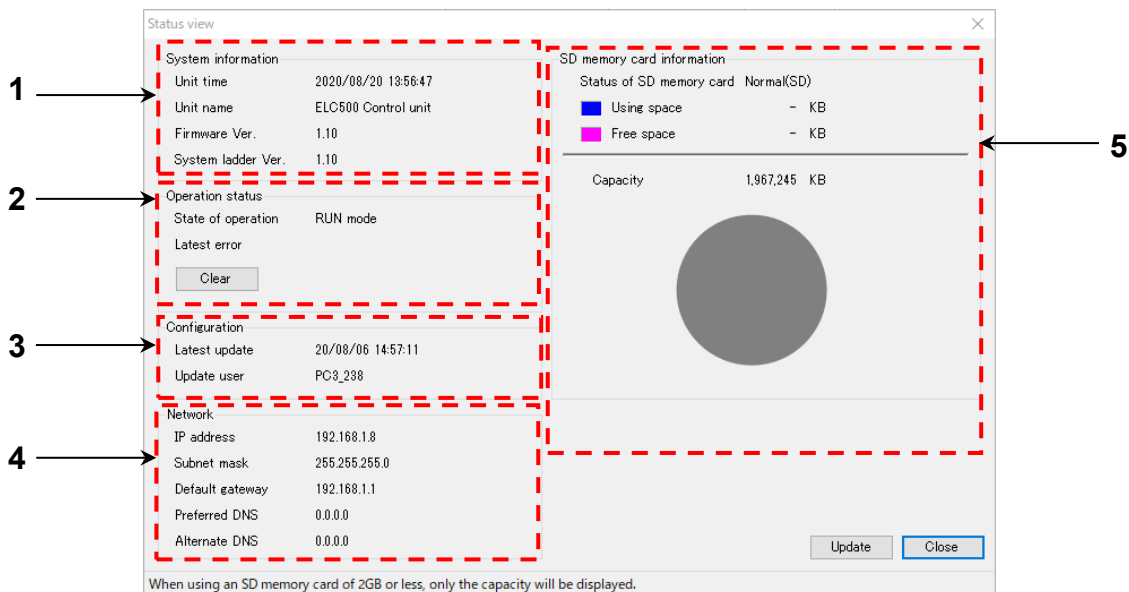 Status view
1
System information
Unit time 2020/08/20 13:56:47
Unit name ELC500 Control unit
Firmware Ver. 1.10
System ladder Ver. 1.10
2
Operation status
State of operation RUN mode
Latest error
Clear
3
Configuration
Latest update 20/08/06 14:57:11
Update user PC3_238
4
Network
IP address 192.168.1.8
Subnet mask 255.255.255.0
Default gateway 192.168.1.1
Preferred DNS 0.0.0.0
Alternate DNS 0.0.0.0
5
SD memory card information
Status of SD memory card Normal(SD)
Using space - KB
Free space - KB
Capacity 1,967,245 KB
Update Close
When using an SD memory card of 2GB or less, only the capacity will be displayed.